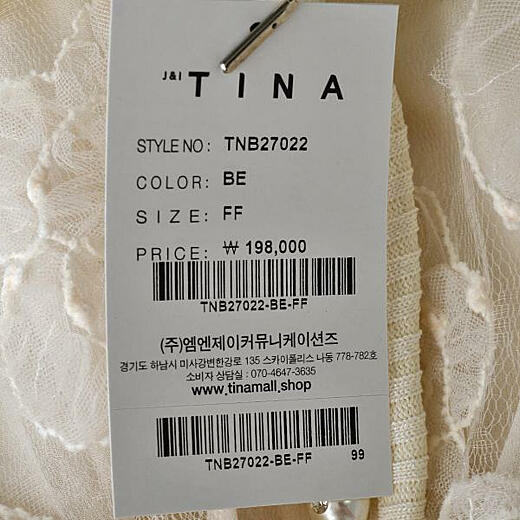 J&I TINA
STYLE NO: TNB27022
COLOR: BE
SIZE: FF
PRICE: ₩ 198,000
TNB27022-BE-FF
(주)엠엔제이커뮤니케이션즈
경기도 하남시 미사강변한강로 135 스카이폴리스 나동 778-782호
소비자 상담실 : 070-4647-3635
www.tinamall.shop
TNB27022-BE-FF 99